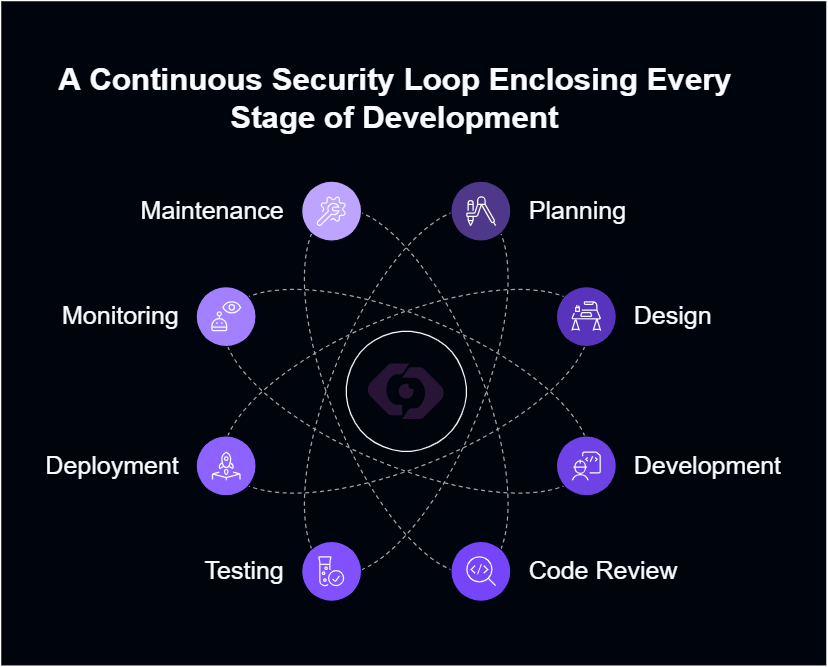 A Continuous Security Loop Enclosing Every
Stage of Development
Maintenance
Planning
Monitoring
Design
Deployment
Development
Testing
Code Review